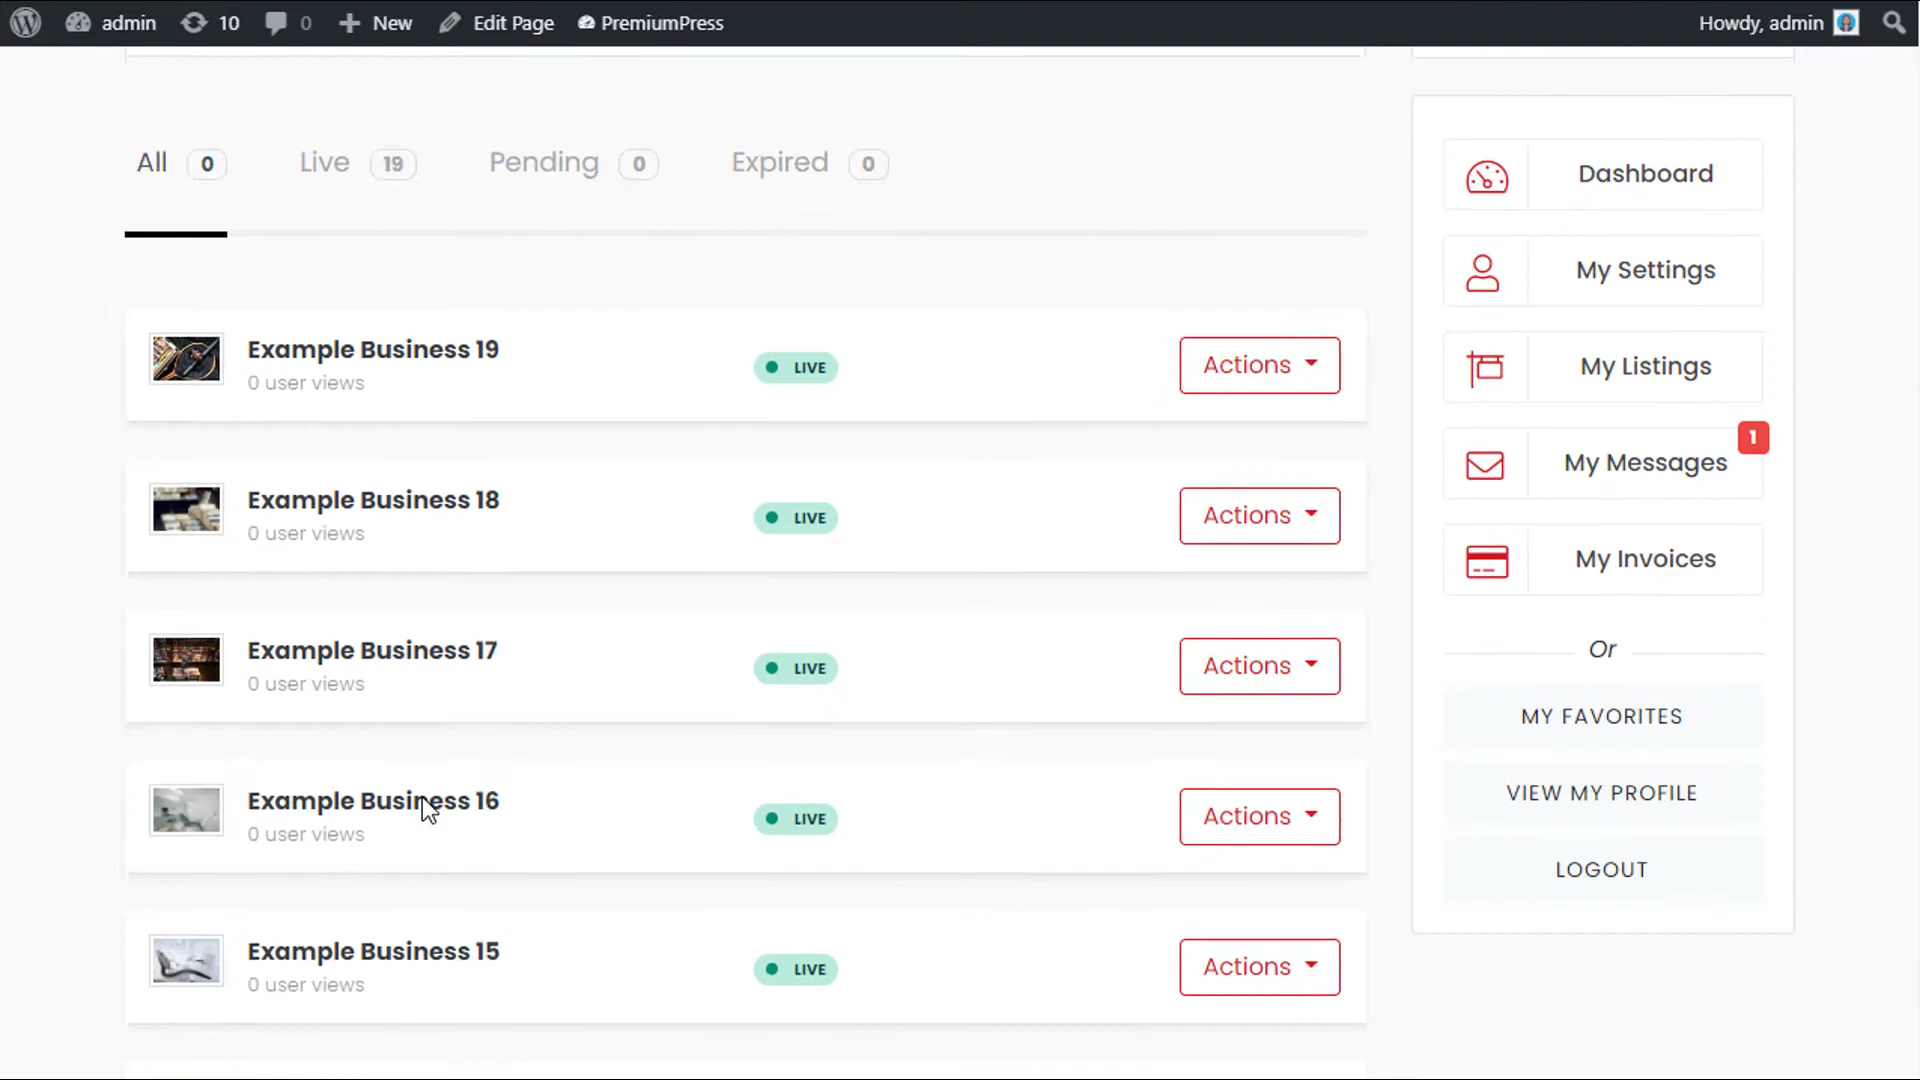 admin 10 0 New Edit Page PremiumPress Howdy, admin
All 0 Live 19 Pending 0 Expired 0
Example Business 19
0 user views
LIVE
Actions
Example Business 18
0 user views
LIVE
Actions
Example Business 17
0 user views
LIVE
Actions
Example Business 16
0 user views
LIVE
Actions
Example Business 15
0 user views
LIVE
Actions
Dashboard
My Settings
My Listings
My Messages 1
My Invoices
Or
MY FAVORITES
VIEW MY PROFILE
LOGOUT